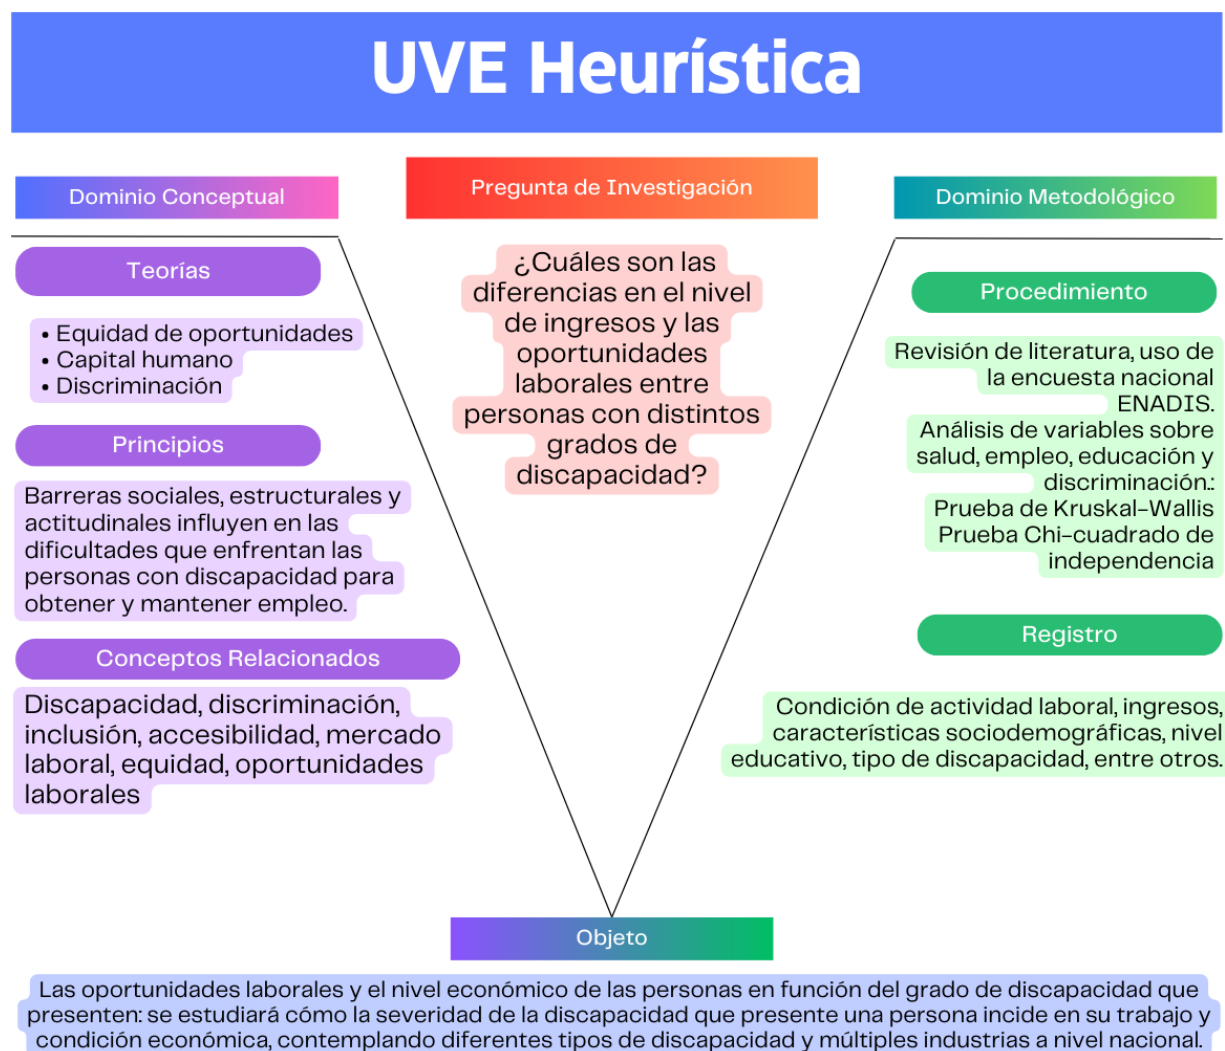 UVE Heurística
Dominio Conceptual
Teorías
• Equidad de oportunidades
• Capital humano
• Discriminación
Principios
Barreras sociales, estructurales y
actitudinales influyen en las
dificultades que enfrentan las
personas con discapacidad para
obtener y mantener empleo.
Conceptos Relacionados
Discapacidad, discriminación,
inclusión, accesibilidad, mercado
laboral, equidad, oportunidades
laborales
Pregunta de Investigación
¿Cuáles son las
diferencias en el nivel
de ingresos y las
oportunidades
laborales entre
personas con distintos
grados de
discapacidad?
Dominio Metodológico
Procedimiento
Revisión de literatura, uso de
la encuesta nacional
ENADIS.
Análisis de variables sobre
salud, empleo, educación y
discriminación.:
Prueba de Kruskal-Wallis
Prueba Chi-cuadrado de
independencia
Registro
Condición de actividad laboral, ingresos,
características sociodemográficas, nivel
educativo, tipo de discapacidad, entre otros.
Objeto
Las oportunidades laborales y el nivel económico de las personas en función del grado de discapacidad que
presenten: se estudiará cómo la severidad de la discapacidad que presente una persona incide en su trabajo y
condición económica, contemplando diferentes tipos de discapacidad y múltiples industrias a nivel nacional.